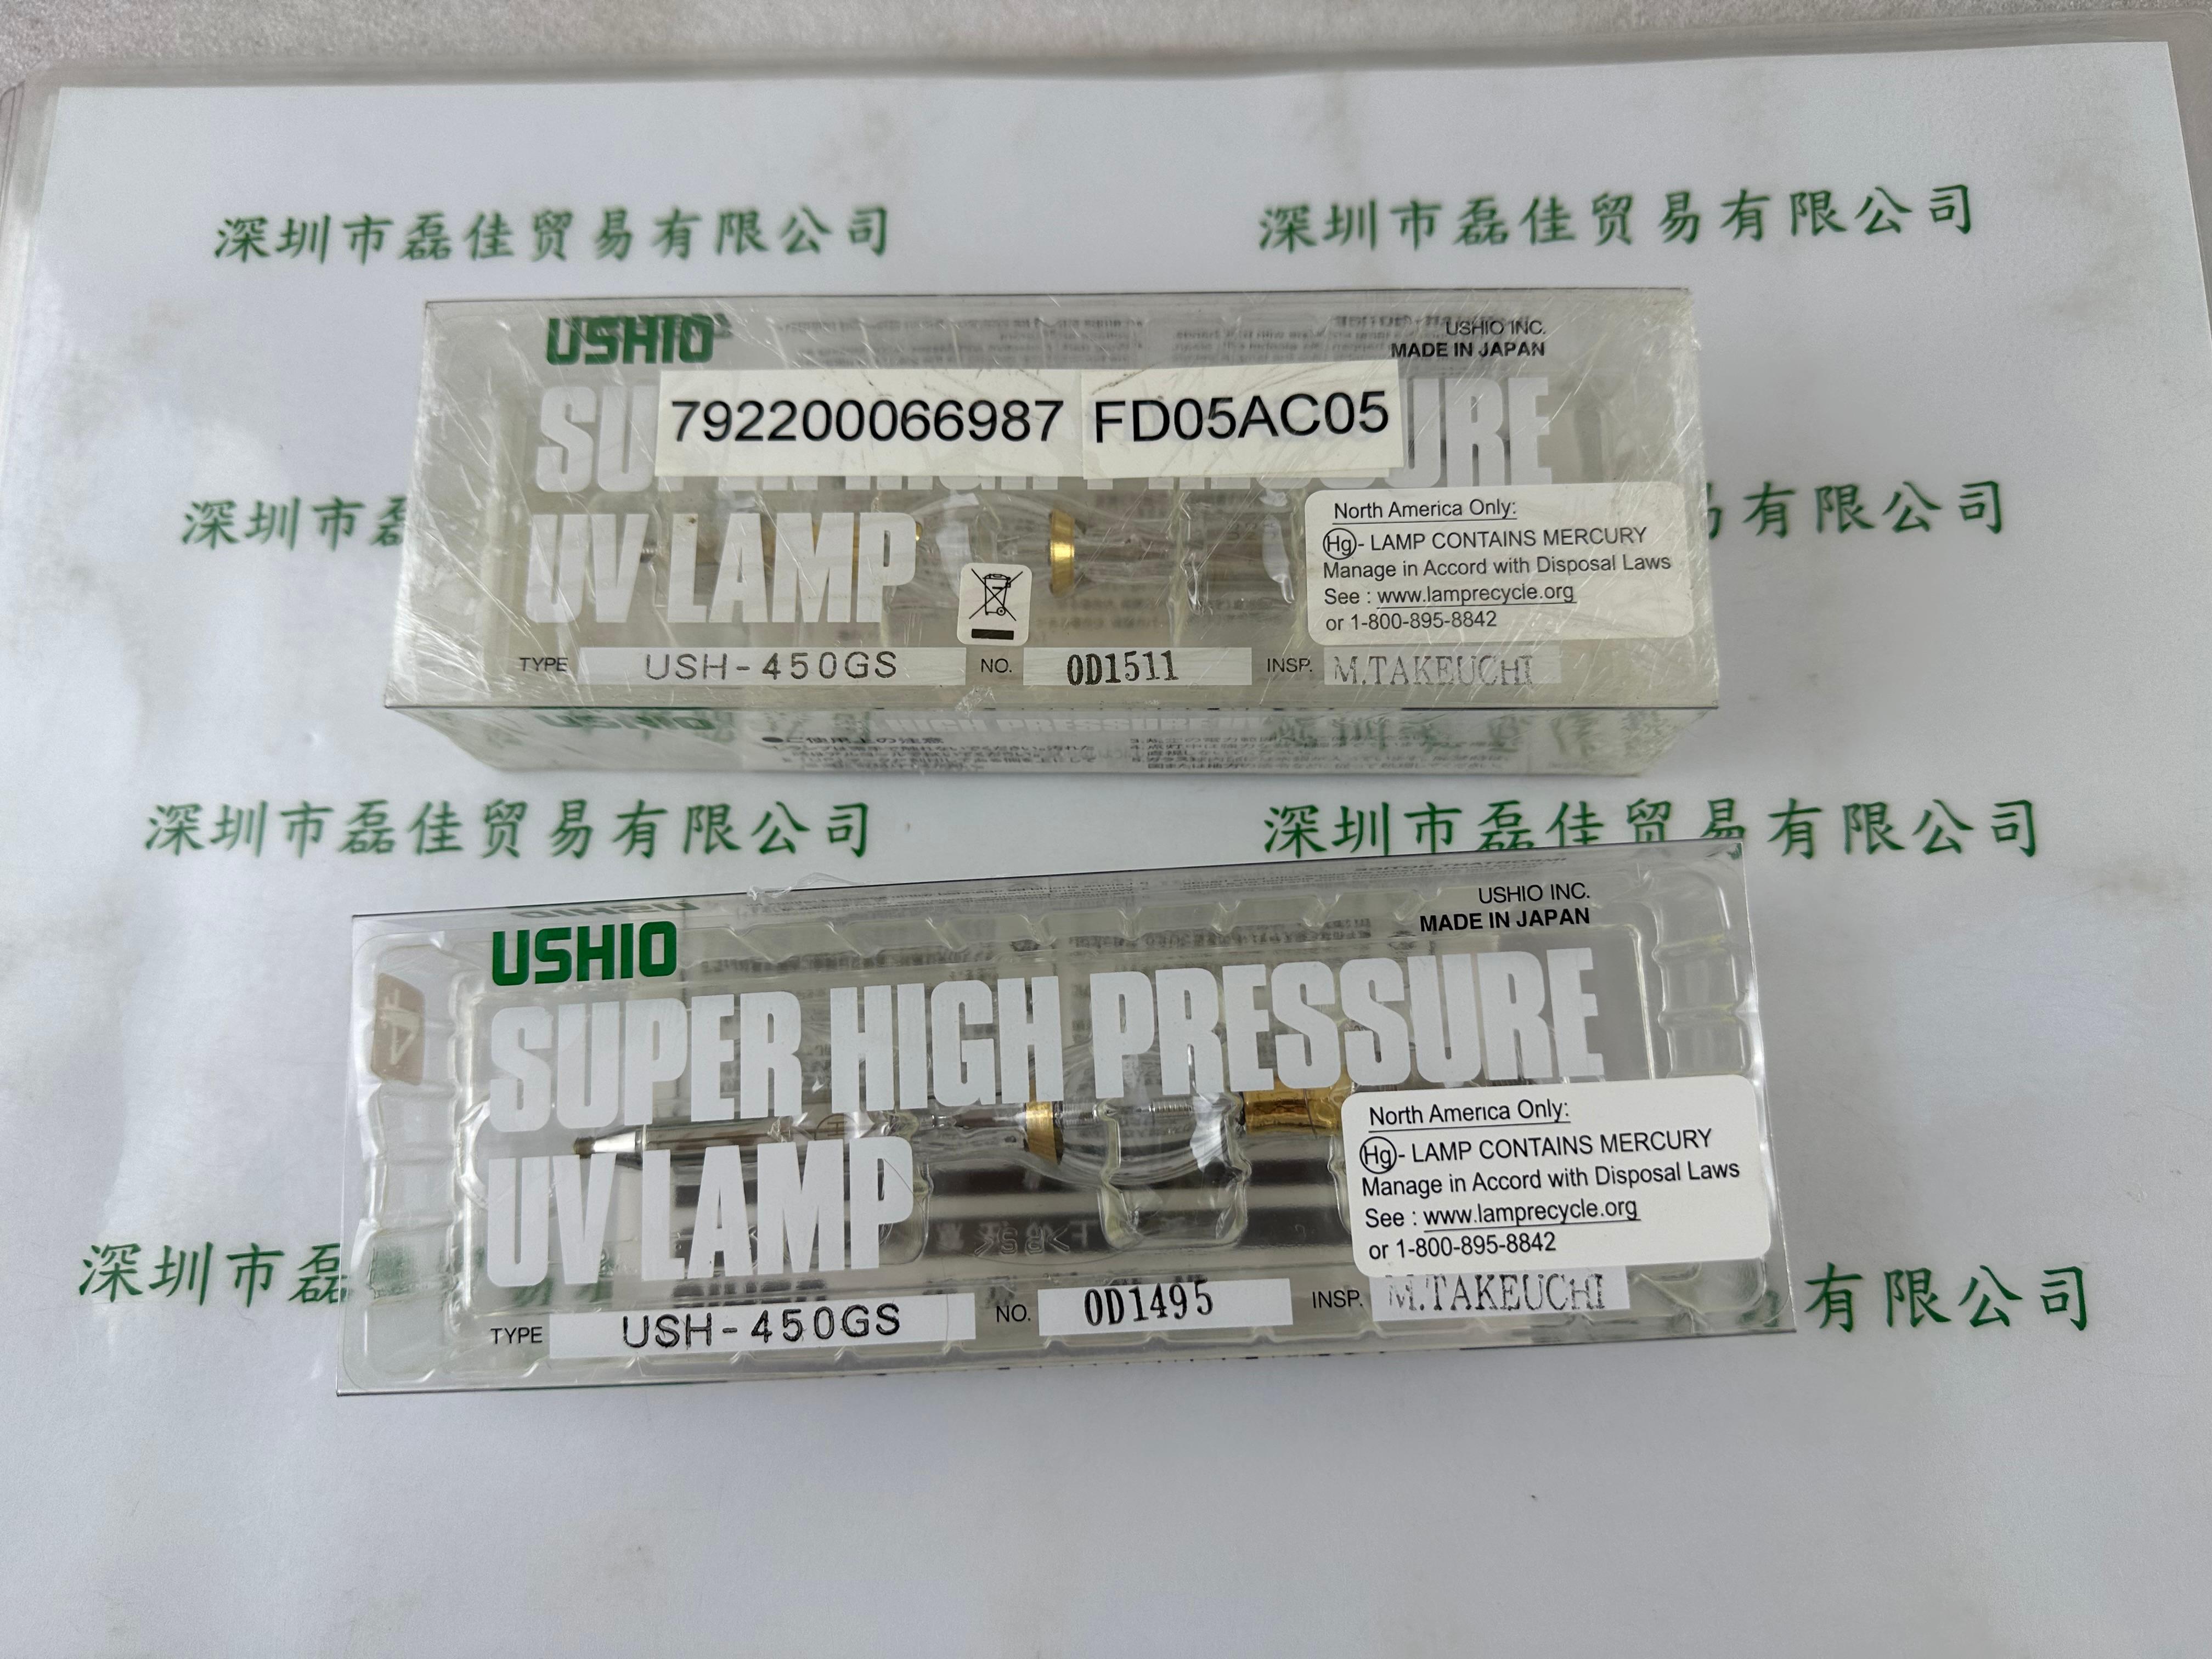 深圳市磊佳贸易有限公司 深圳市磊佳贸易有限公司
USHIO
USHIO INC.
MADE IN JAPAN
792200066987 FD05AC05
SUPER HIGH PRESSURE
UV LAMP
North America Only:
Hg - LAMP CONTAINS MERCURY
Manage in Accord with Disposal Laws
See : www.lamprecycle.org
or 1-800-895-8842
TYPE USH-450GS NO. 0D1511 INSP. M.TAKEUCHI
深圳市磊
有限公司
深圳市磊佳贸易有限公司 深圳市磊佳贸易有限公司
USHIO
USHIO INC.
MADE IN JAPAN
SUPER HIGH PRESSURE
UV LAMP
North America Only:
Hg - LAMP CONTAINS MERCURY
Manage in Accord with Disposal Laws
See : www.lamprecycle.org
or 1-800-895-8842
TYPE USH-450GS NO. 0D1495 INSP. M.TAKEUCHI
深圳市磊
有限公司